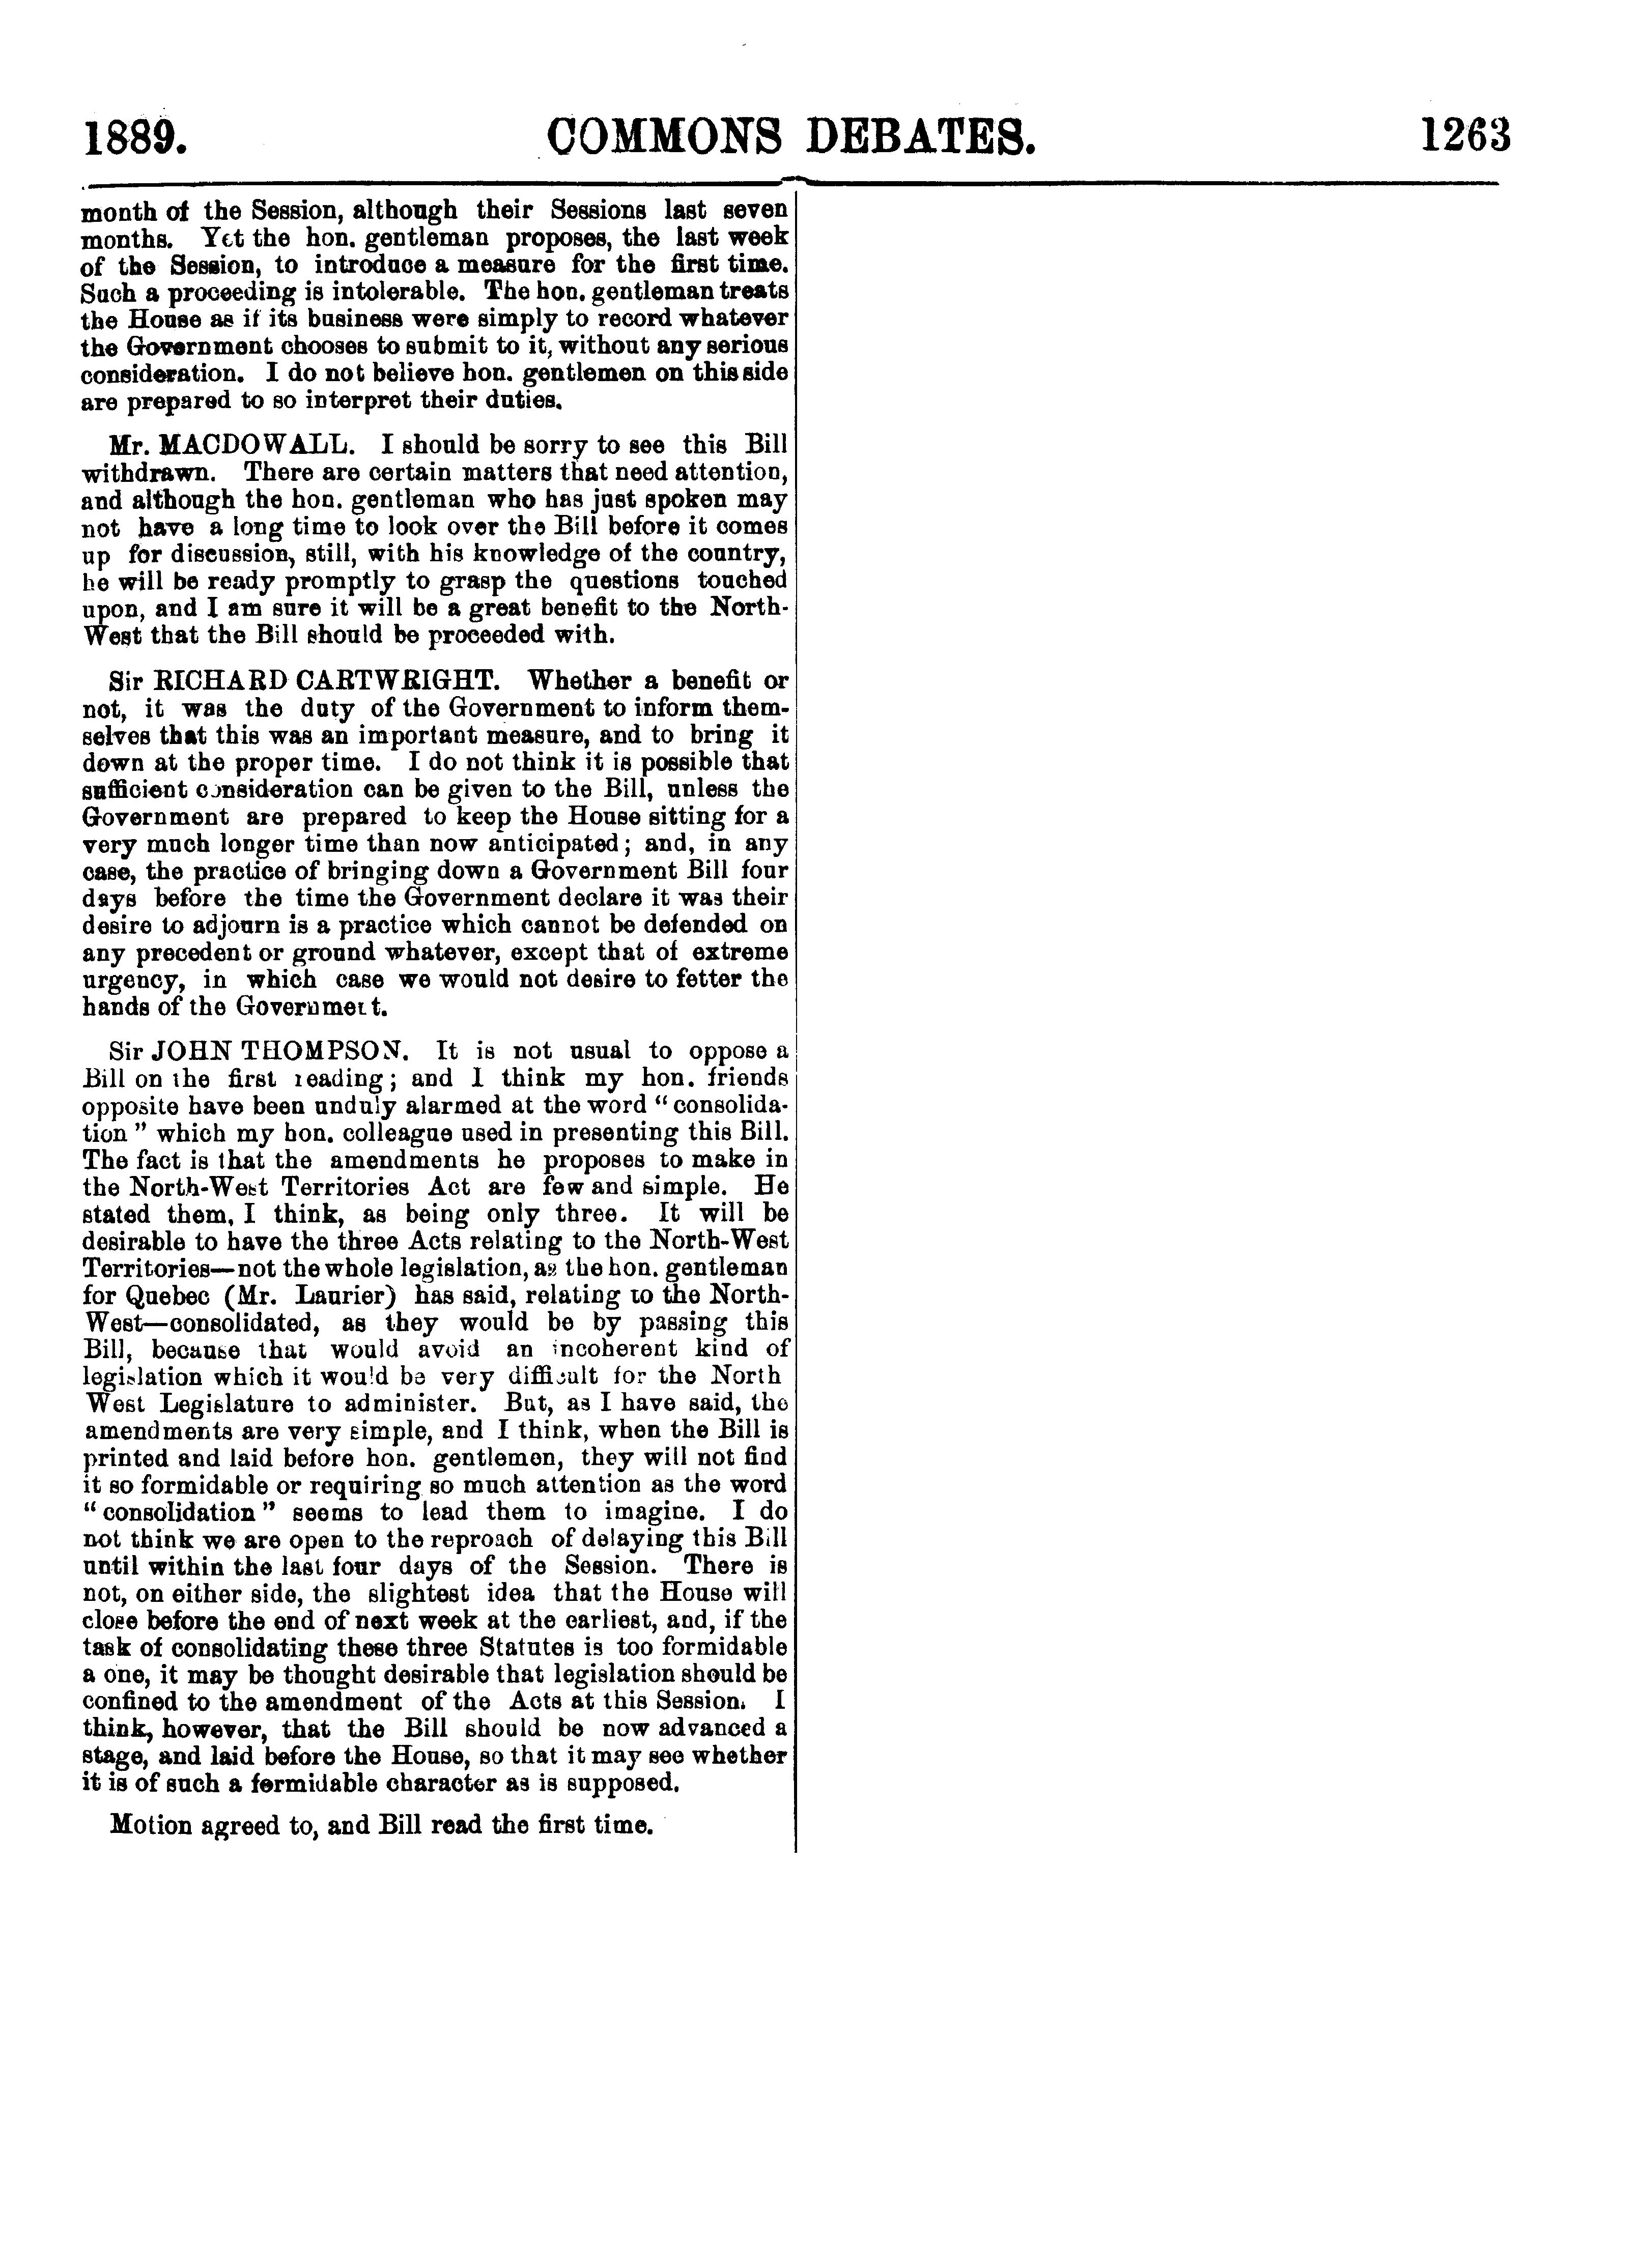 1889. COMMONS DEBATES. 1263
month of the Session, although their Sessions last seven
months. Yet the hon. gentleman proposes, the last week
of the Session, to introduce a measure for the first time.
Such a proceeding is intolerable. The hon. gentleman treats
the House as if its business were simply to record whatever
the Government chooses to submit to it, without any serious
consideration. I do not believe hon. gentlemen on this side
are prepared to so interpret their duties.
Mr. MACDOWALL. I should be sorry to see this Bill
withdrawn. There are certain matters that need attention,
and although the hon. gentleman who has just spoken may
not have a long time to look over the Bill before it comes
up for discussion, still, with his knowledge of the country,
he will be ready promptly to grasp the questions touched
upon, and I am sure it will be a great benefit to the North-
West that the Bill should be proceeded with.
Sir RICHARD CARTWRIGHT. Whether a benefit or
not, it was the duty of the Government to inform them-
selves that this was an important measure, and to bring it
down at the proper time. I do not think it is possible that
sufficient consideration can be given to the Bill, unless the
Government are prepared to keep the House sitting for a
very much longer time than now anticipated; and, in any
case, the practice of bringing down a Government Bill four
days before the time the Government declare it was their
desire to adjourn is a practice which cannot be defended on
any precedent or ground whatever, except that of extreme
urgency, in which case we would not desire to fetter the
hands of the Government.
Sir JOHN THOMPSON. It is not usual to oppose a
Bill on the first reading; and I think my hon. friends
opposite have been unduly alarmed at the word "consolida-
tion" which my hon. colleague used in presenting this Bill.
The fact is that the amendments he proposes to make in
the North-West Territories Act are few and simple. He
stated them, I think, as being only three. It will be
desirable to have the three Acts relating to the North-West
Territories—not the whole legislation, as the hon. gentleman
for Quebec (Mr. Laurier) has said, relating to the North-
West—consolidated, as they would be by passing this
Bill, because that would avoid an incoherent kind of
legislation which it would be very difficult for the North
West Legislature to administer. But, as I have said, the
amendments are very simple, and I think, when the Bill is
printed and laid before hon. gentlemen, they will not find
it so formidable or requiring so much attention as the word
"consolidation" seems to lead them to imagine. I do
not think we are open to the reproach of delaying this Bill
until within the last four days of the Session. There is
not, on either side, the slightest idea that the House will
close before the end of next week at the earliest, and, if the
task of consolidating these three Statutes is too formidable
a one, it may be thought desirable that legislation should be
confined to the amendment of the Acts at this Session. I
think, however, that the Bill should be now advanced a
stage, and laid before the House, so that it may see whether
it is of such a formidable character as is supposed.
Motion agreed to, and Bill read the first time.